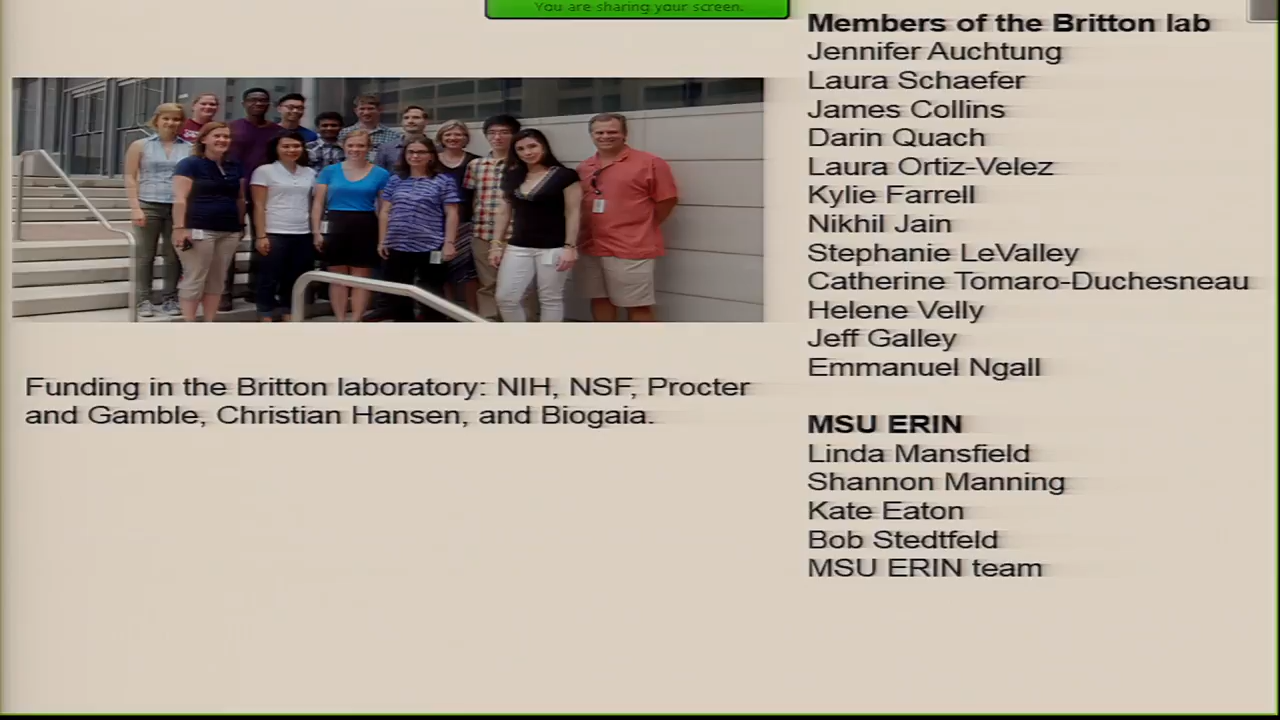 You are sharing your screen.
Members of the Britton lab
Jennifer Auchtung
Laura Schaefer
James Collins
Darin Quach
Laura Ortiz-Velez
Kylie Farrell
Nikhil Jain
Stephanie LeValley
Catherine Tomaro-Duchesneau
Helene Velly
Jeff Galley
Emmanuel Ngall
Funding in the Britton laboratory: NIH, NSF, Procter
and Gamble, Christian Hansen, and Biogaia.
MSU ERIN
Linda Mansfield
Shannon Manning
Kate Eaton
Bob Stedtfeld
MSU ERIN team